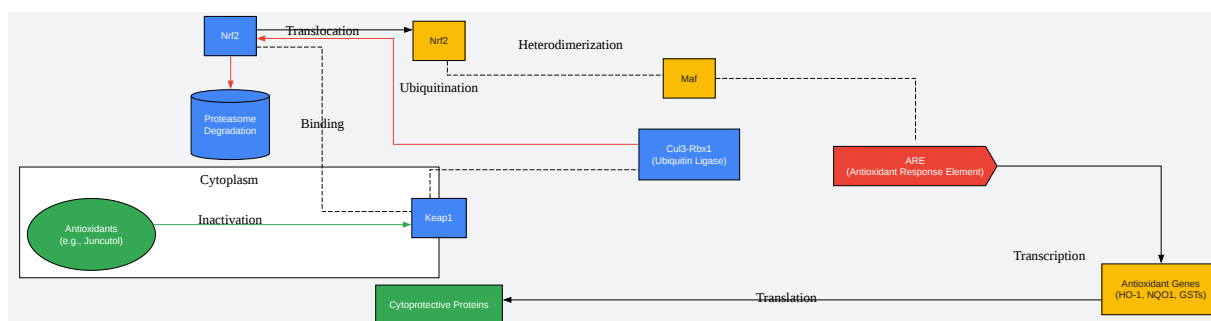 Nrf2
Translocation
Nrf2
Heterodimerization
Maf
Ubiquitination
Proteasome
Degradation
Binding
Cul3-Rbx1
(Ubiquitin Ligase)
ARE
(Antioxidant Response Element)
Cytoplasm
Antioxidants
(e.g., Juncutol)
Inactivation
Keap1
Transcription
Antioxidant Genes
(HO-1, NQO1, GSTs)
Translation
Cytoprotective Proteins